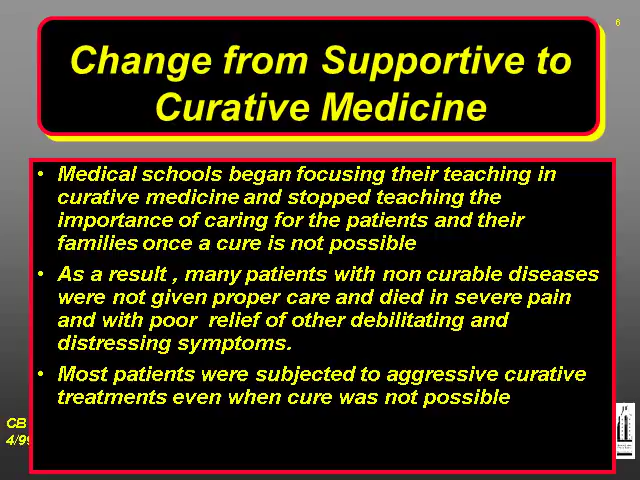 6
Change from Supportive to
Curative Medicine
• Medical schools began focusing their teaching in
curative medicine and stopped teaching the
importance of caring for the patients and their
families once a cure is not possible
• As a result , many patients with non curable diseases
were not given proper care and died in severe pain
and with poor relief of other debilitating and
distressing symptoms.
• Most patients were subjected to aggressive curative
treatments even when cure was not possible
CB
4/99